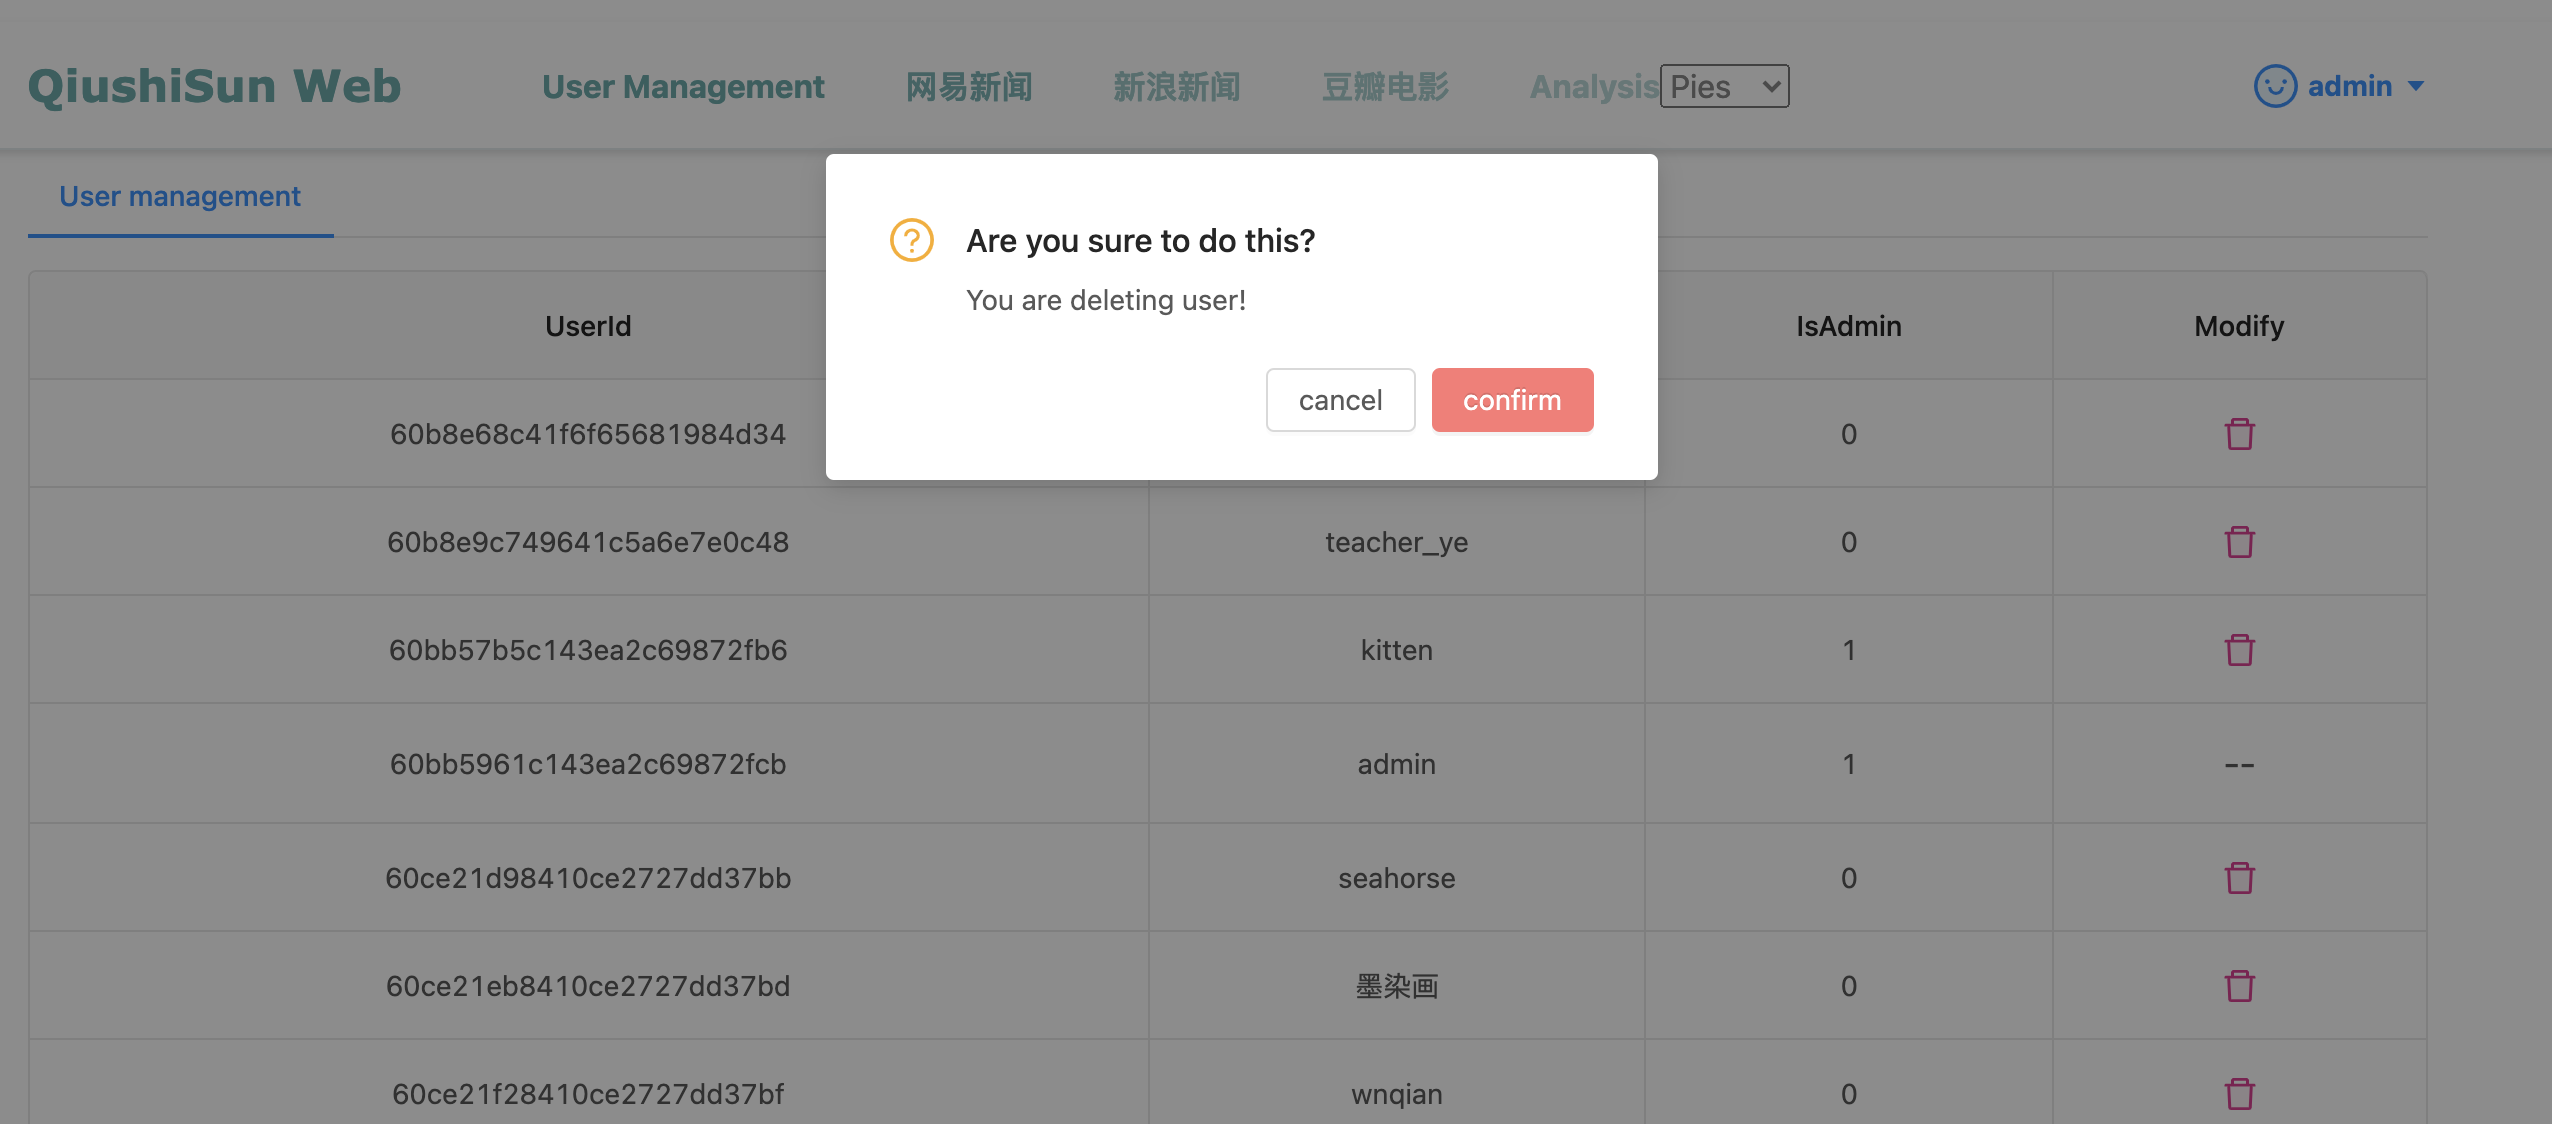 QiushiSun Web User Management 网易新闻 新浪新闻 豆瓣电影 Analysis Pies admin
User management
Are you sure to do this?
You are deleting user!
cancel confirm
UserId IsAdmin Modify
60b8e68c41f6f65681984d34 0
60b8e9c749641c5a6e7e0c48 teacher_ye 0
60bb57b5c143ea2c69872fb6 kitten 1
60bb5961c143ea2c69872fcb admin 1 --
60ce21d98410ce2727dd37bb seahorse 0
60ce21eb8410ce2727dd37bd 墨染画 0
60ce21f28410ce2727dd37bf wnqian 0